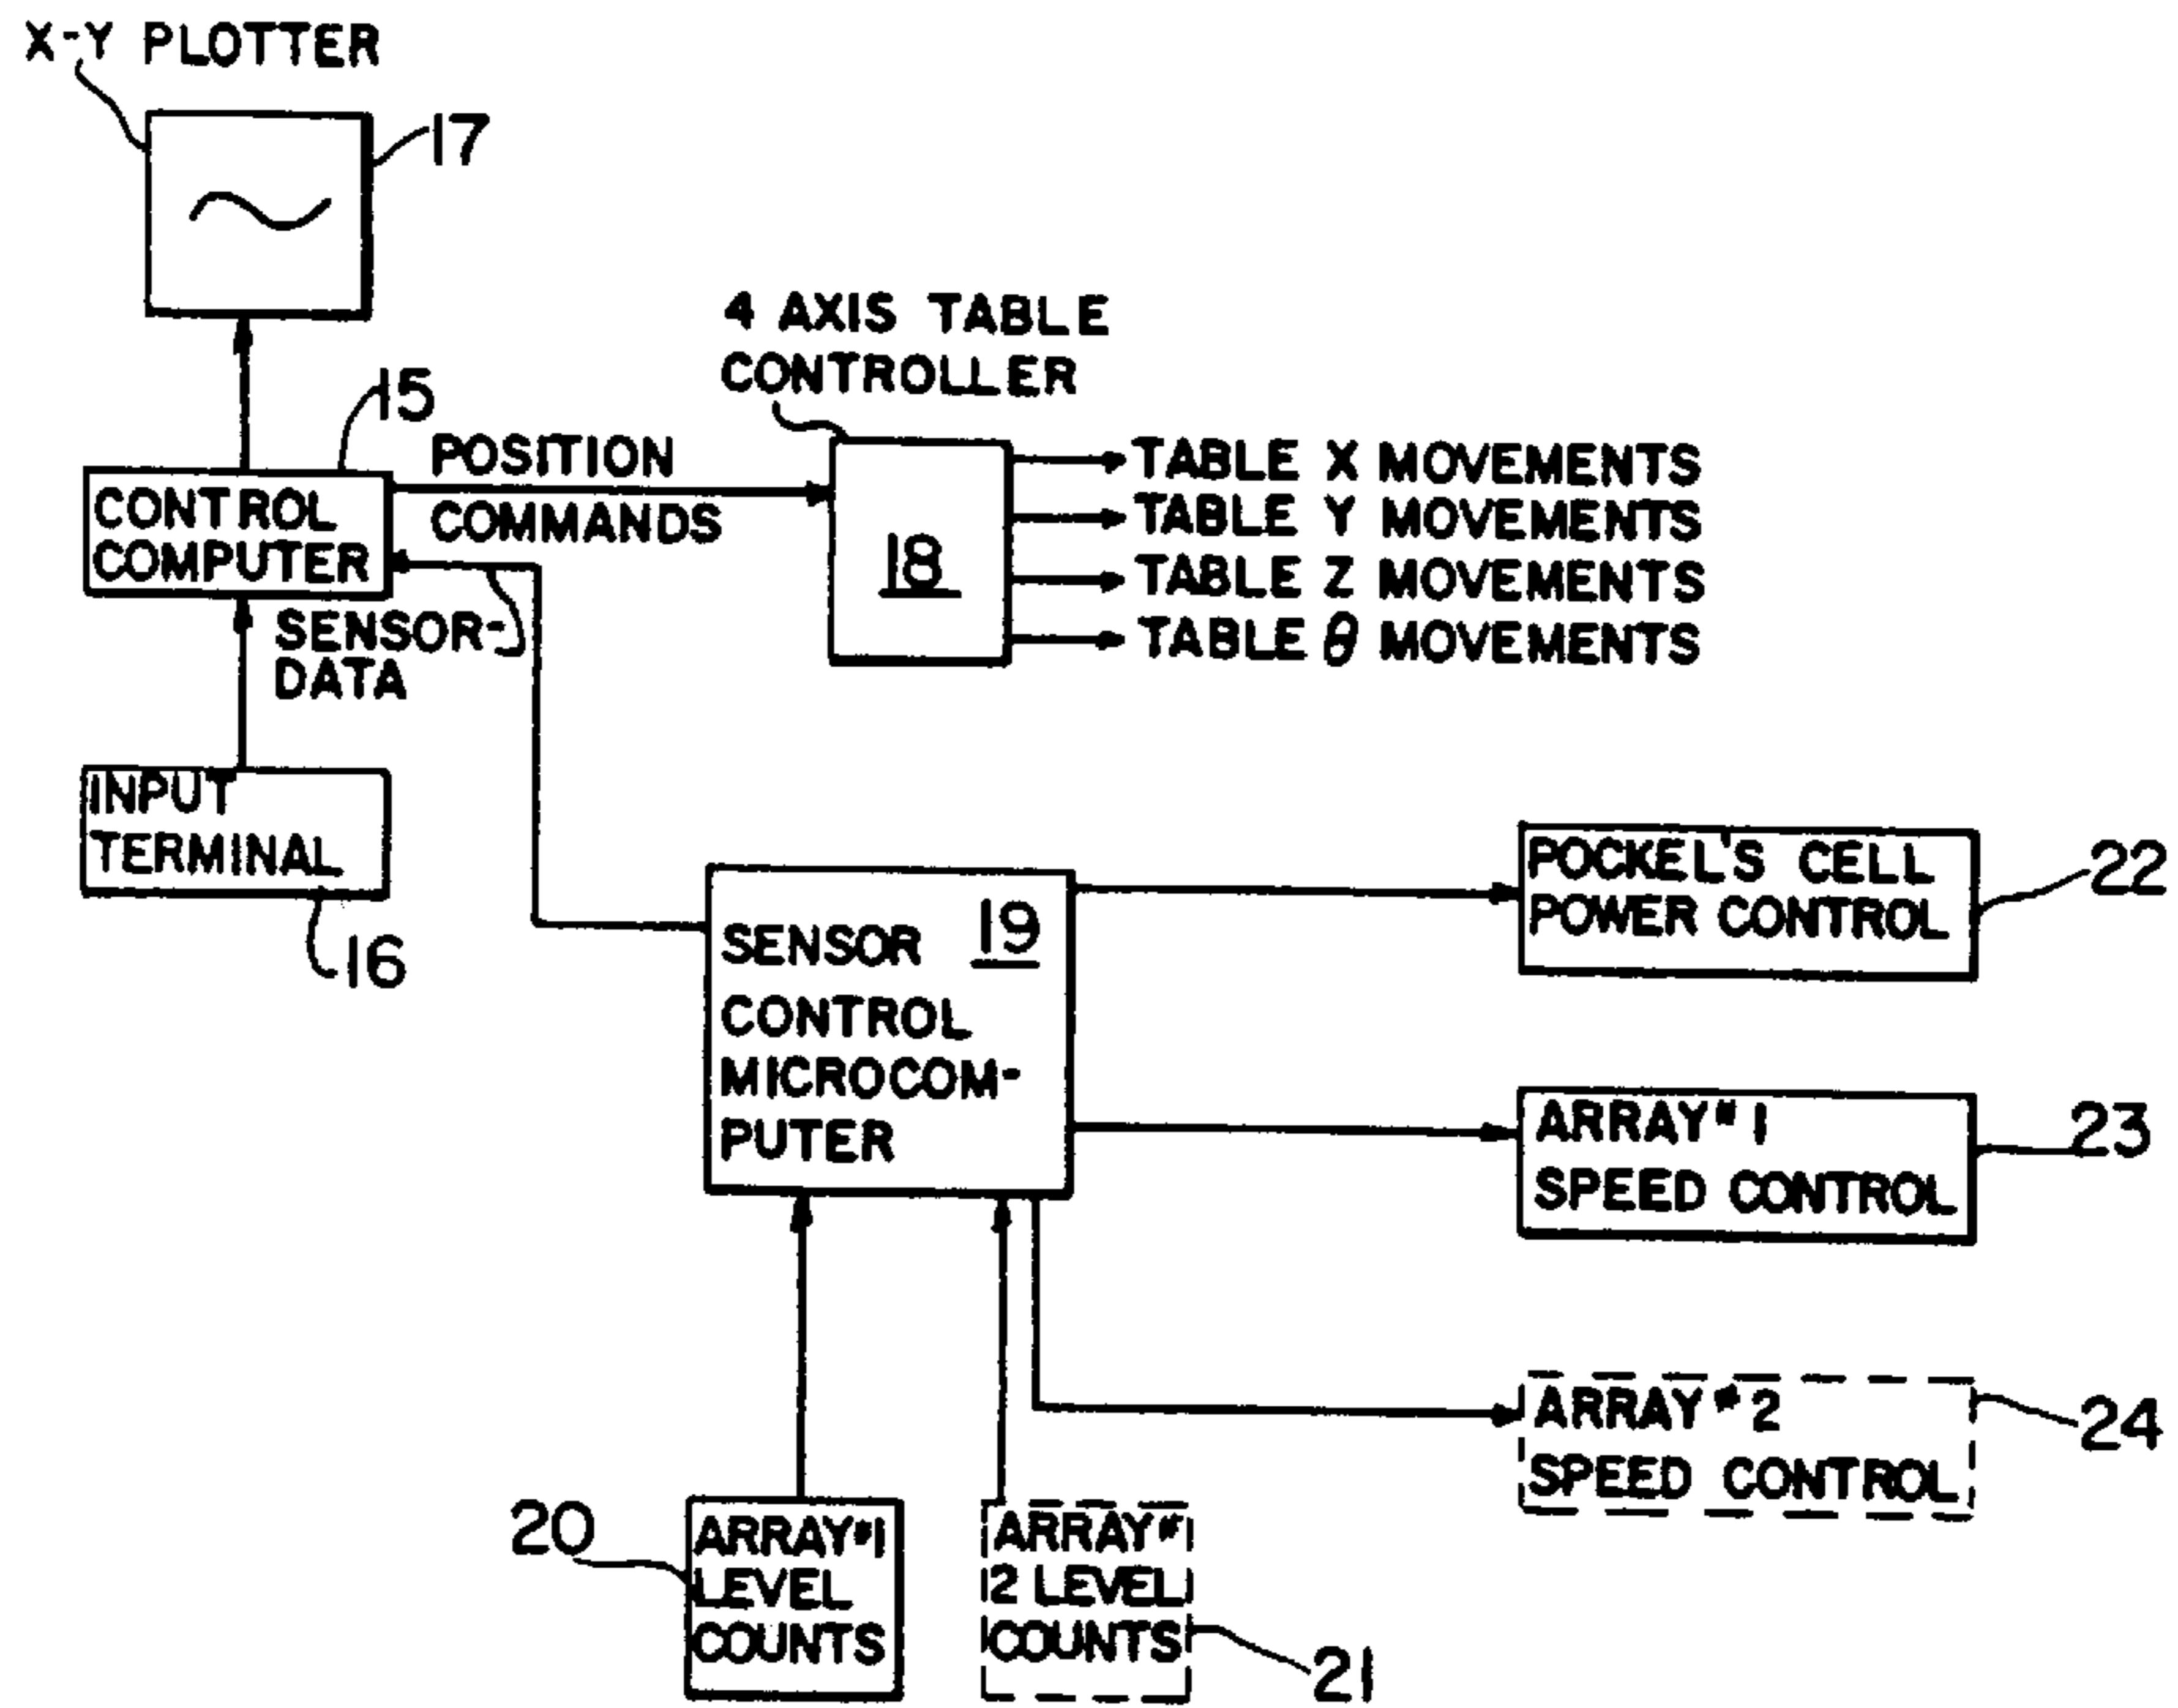 X-Y PLOTTER
17
4 AXIS TABLE
CONTROLLER
15
POSITION
COMMANDS
CONTROL
COMPUTER
SENSOR-
DATA
18
TABLE X MOVEMENTS
TABLE Y MOVEMENTS
TABLE Z MOVEMENTS
TABLE θ MOVEMENTS
INPUT
TERMINAL
16
SENSOR 19
CONTROL
MICROCOM-
PUTER
POCKEL'S CELL
POWER CONTROL
22
ARRAY #1
SPEED CONTROL
23
ARRAY #2
SPEED CONTROL
24
20
ARRAY #1
LEVEL
COUNTS
ARRAY #
2 LEVEL
COUNTS
21